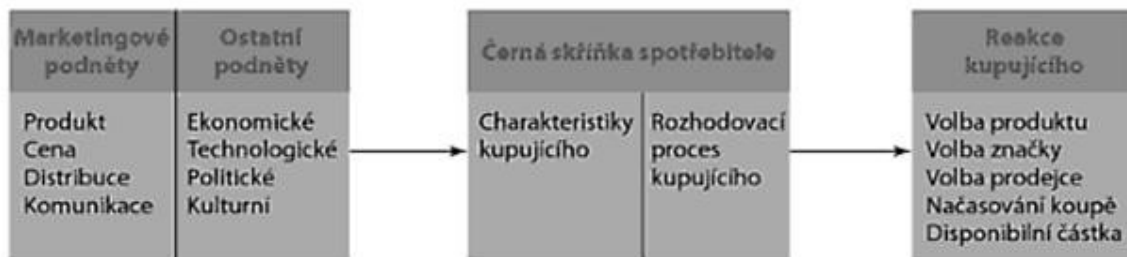 Marketingové
podněty
Ostatní
podněty
Černá skříňka spotřebitele
Reakce
kupujícího
Produkt
Cena
Distribuce
Komunikace
Ekonomické
Technologické
Politické
Kulturní
Charakteristiky
kupujícího
Rozhodovací
proces
kupujícího
Volba produktu
Volba značky
Volba prodejce
Načasování koupě
Disponibilní částka